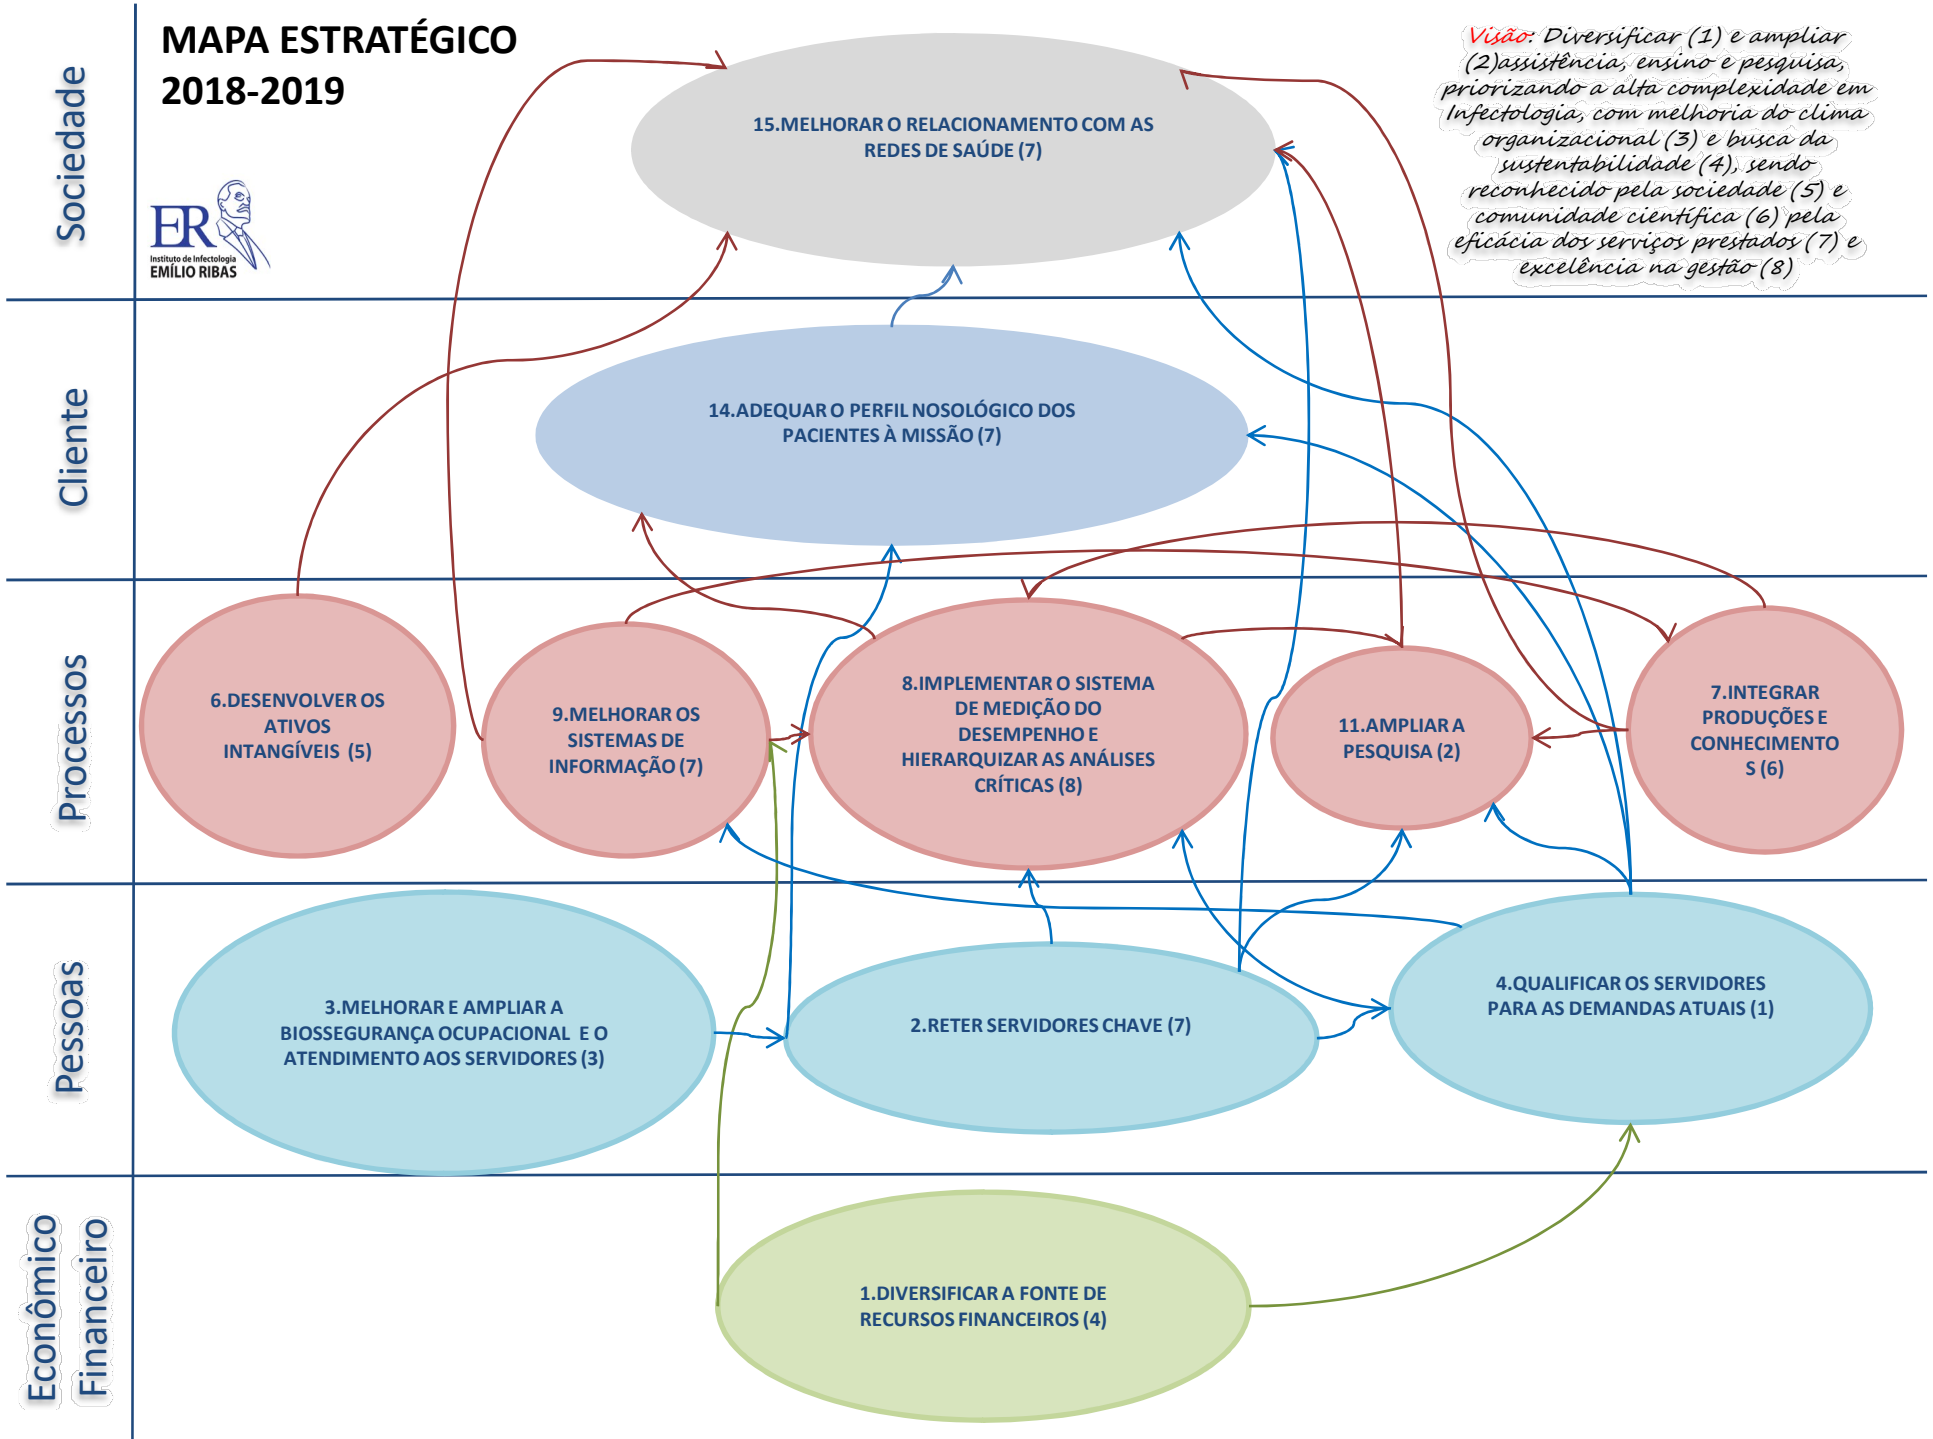 MAPA ESTRATÉGICO
2018-2019
Visão: Diversificar (1) e ampliar
(2)assistência, ensino e pesquisa,
priorizando a alta complexidade em
Infectologia, com melhoria do clima
organizacional (3) e busca da
sustentabilidade (4), sendo
reconhecido pela sociedade (5) e
comunidade científica (6) pela
eficácia dos serviços prestados (7) e
excelência na gestão (8)
Sociedade
ER
Instituto de Infectologia
EMÍLIO RIBAS
15.MELHORAR O RELACIONAMENTO COM AS
REDES DE SAÚDE (7)
Cliente
14.ADEQUAR O PERFIL NOSOLÓGICO DOS
PACIENTES À MISSÃO (7)
Processos
6.DESENVOLVER OS
ATIVOS
INTANGÍVEIS (5)
9.MELHORAR OS
SISTEMAS DE
INFORMAÇÃO (7)
8.IMPLEMENTAR O SISTEMA
DE MEDIÇÃO DO
DESEMPENHO E
HIERARQUIZAR AS ANÁLISES
CRÍTICAS (8)
11.AMPLIAR A
PESQUISA (2)
7.INTEGRAR
PRODUÇÕES E
CONHECIMENTO
S (6)
Pessoas
3.MELHORAR E AMPLIAR A
BIOSSEGURANÇA OCUPACIONAL E O
ATENDIMENTO AOS SERVIDORES (3)
2.RETER SERVIDORES CHAVE (7)
4.QUALIFICAR OS SERVIDORES
PARA AS DEMANDAS ATUAIS (1)
Econômico
Financeiro
1.DIVERSIFICAR A FONTE DE
RECURSOS FINANCEIROS (4)